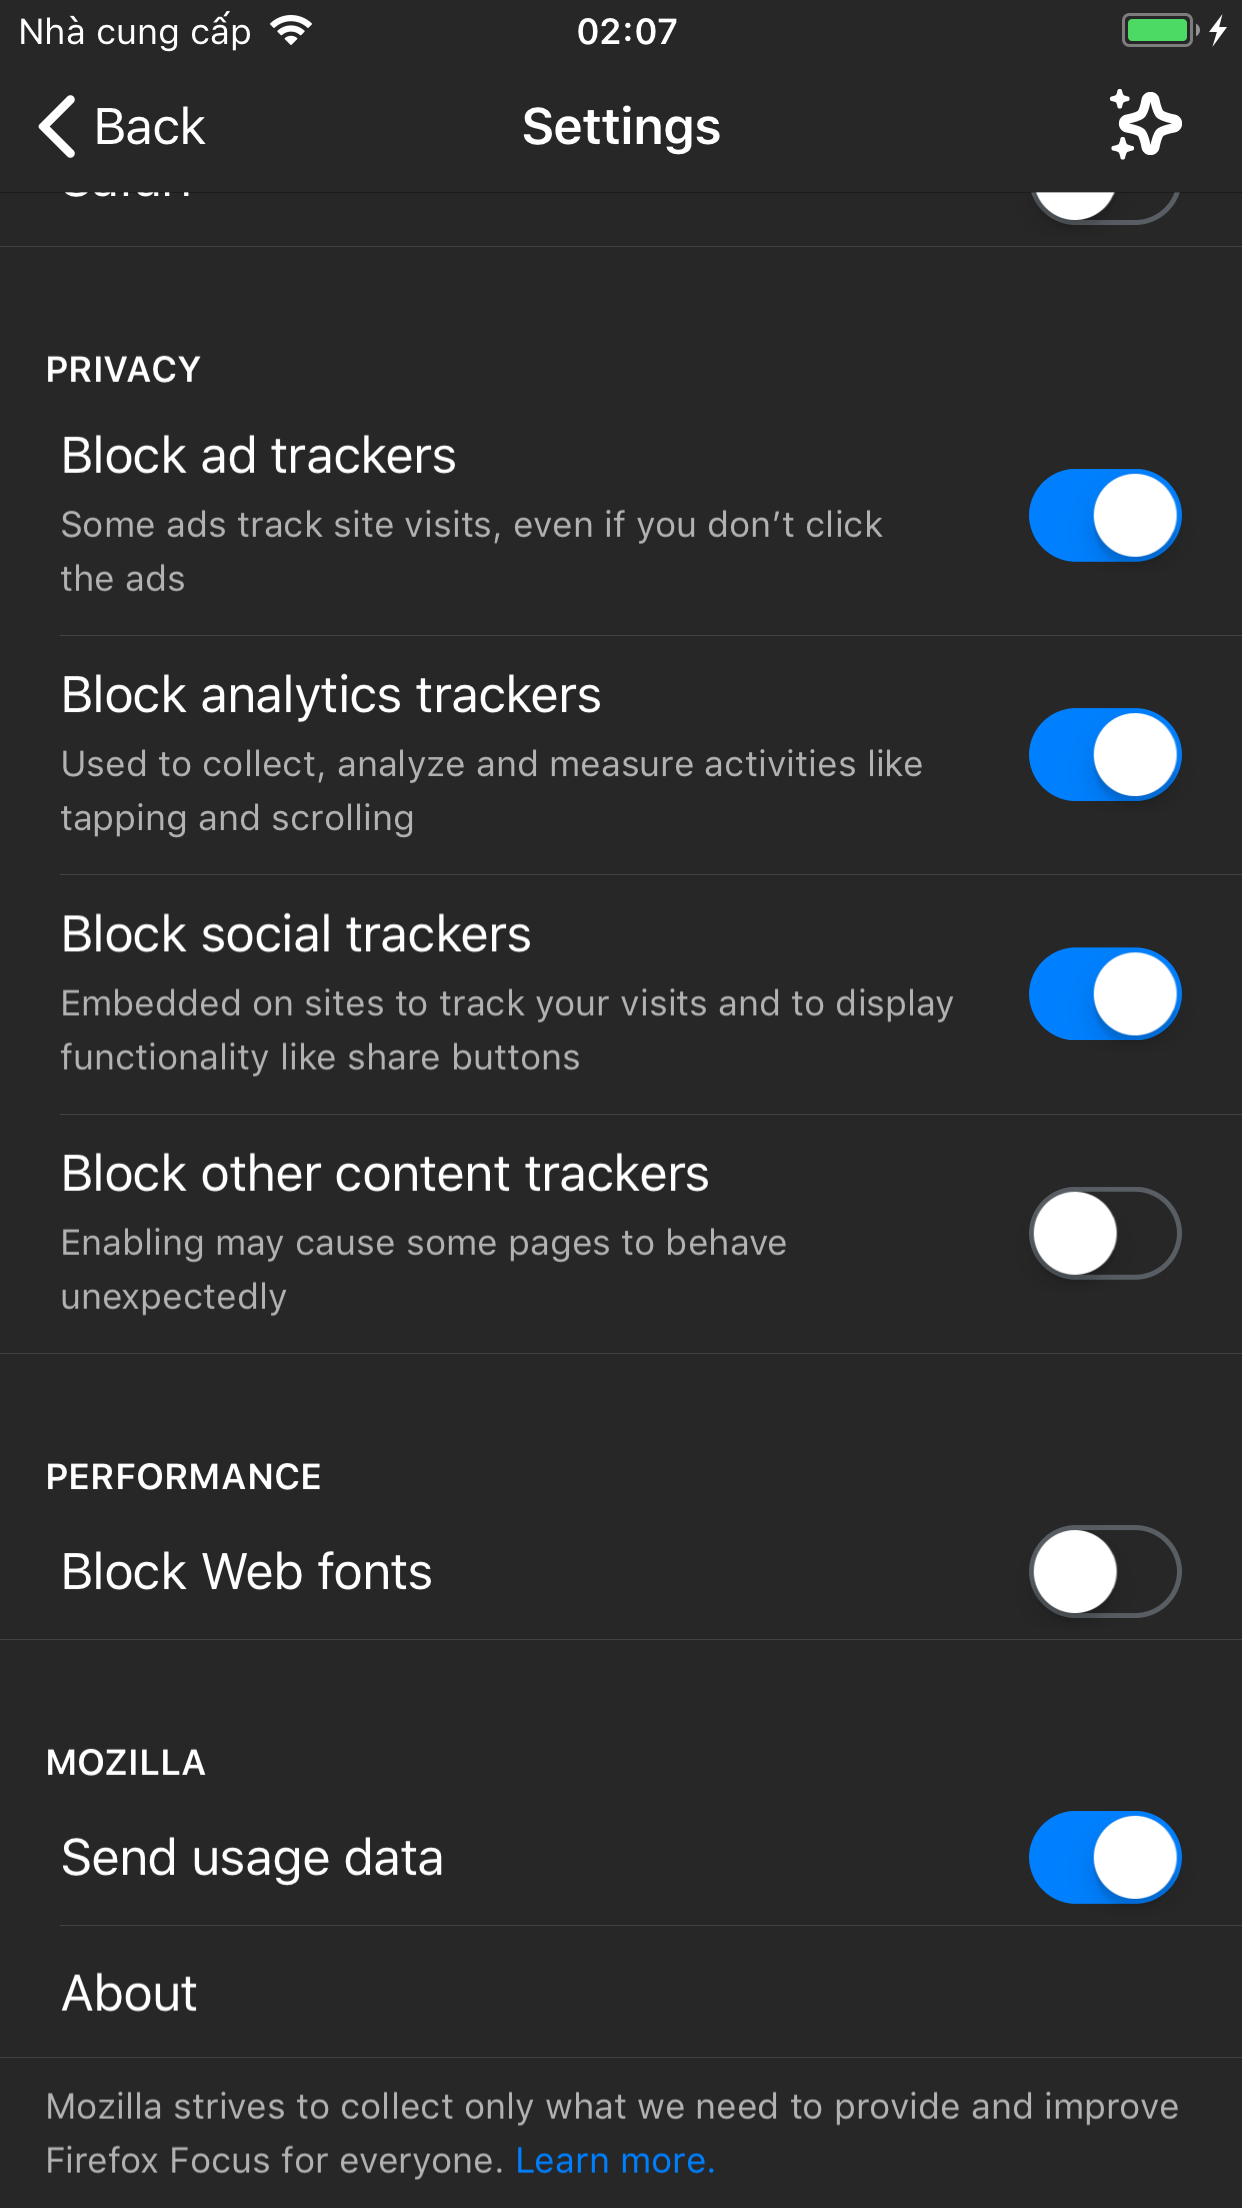 Nhà cung cấp
02:07
Back
Settings
PRIVACY
Block ad trackers
Some ads track site visits, even if you don’t click
the ads
Block analytics trackers
Used to collect, analyze and measure activities like
tapping and scrolling
Block social trackers
Embedded on sites to track your visits and to display
functionality like share buttons
Block other content trackers
Enabling may cause some pages to behave
unexpectedly
PERFORMANCE
Block Web fonts
MOZILLA
Send usage data
About
Mozilla strives to collect only what we need to provide and improve
Firefox Focus for everyone. Learn more.